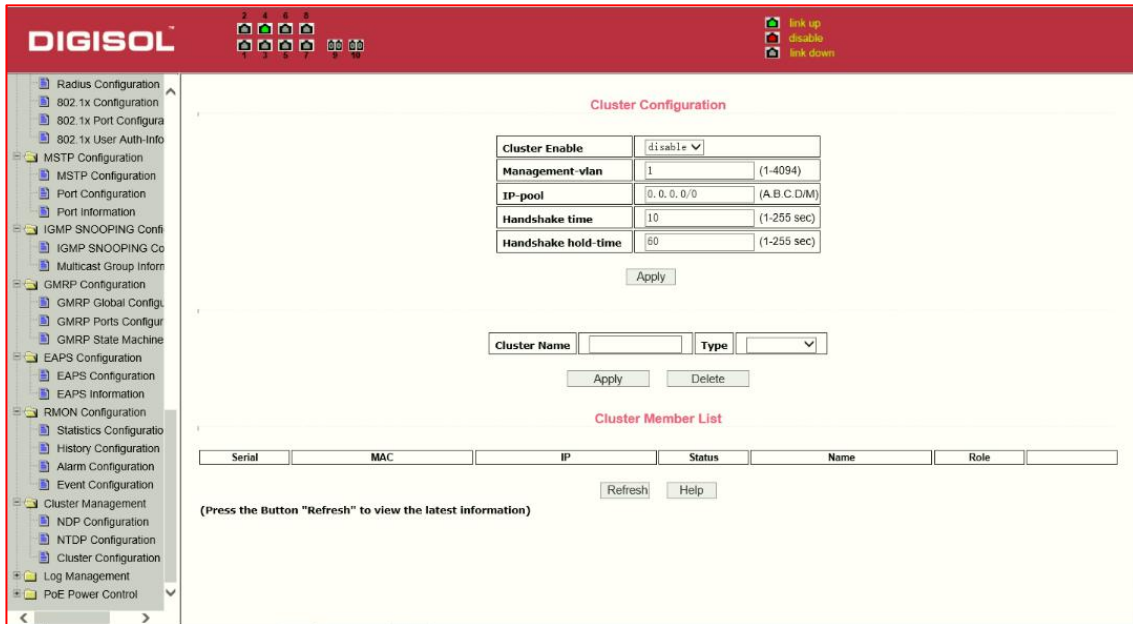 DIGISOL™
2 4 6 8
1 3 5 7 9 10
link up
disable
link down
Radius Configuration
802.1x Configuration
802.1x Port Configura
802.1x User Auth-Info
MSTP Configuration
MSTP Configuration
Port Configuration
Port Information
IGMP SNOOPING Confi
IGMP SNOOPING Co
Multicast Group Inform
GMRP Configuration
GMRP Global Configu
GMRP Ports Configur
GMRP State Machine
EAPS Configuration
EAPS Configuration
EAPS Information
RMON Configuration
Statistics Configuratio
History Configuration
Alarm Configuration
Event Configuration
Cluster Management
NDP Configuration
NTDP Configuration
Cluster Configuration
Log Management
PoE Power Control
Cluster Configuration
Cluster Enable disable
Management-vlan 1 (1-4094)
IP-pool 0.0.0.0/0 (A.B.C.D/M)
Handshake time 10 (1-255 sec)
Handshake hold-time 60 (1-255 sec)
Apply
Cluster Name Type
Apply Delete
Cluster Member List
Serial MAC IP Status Name Role
Refresh Help
(Press the Button "Refresh" to view the latest information)